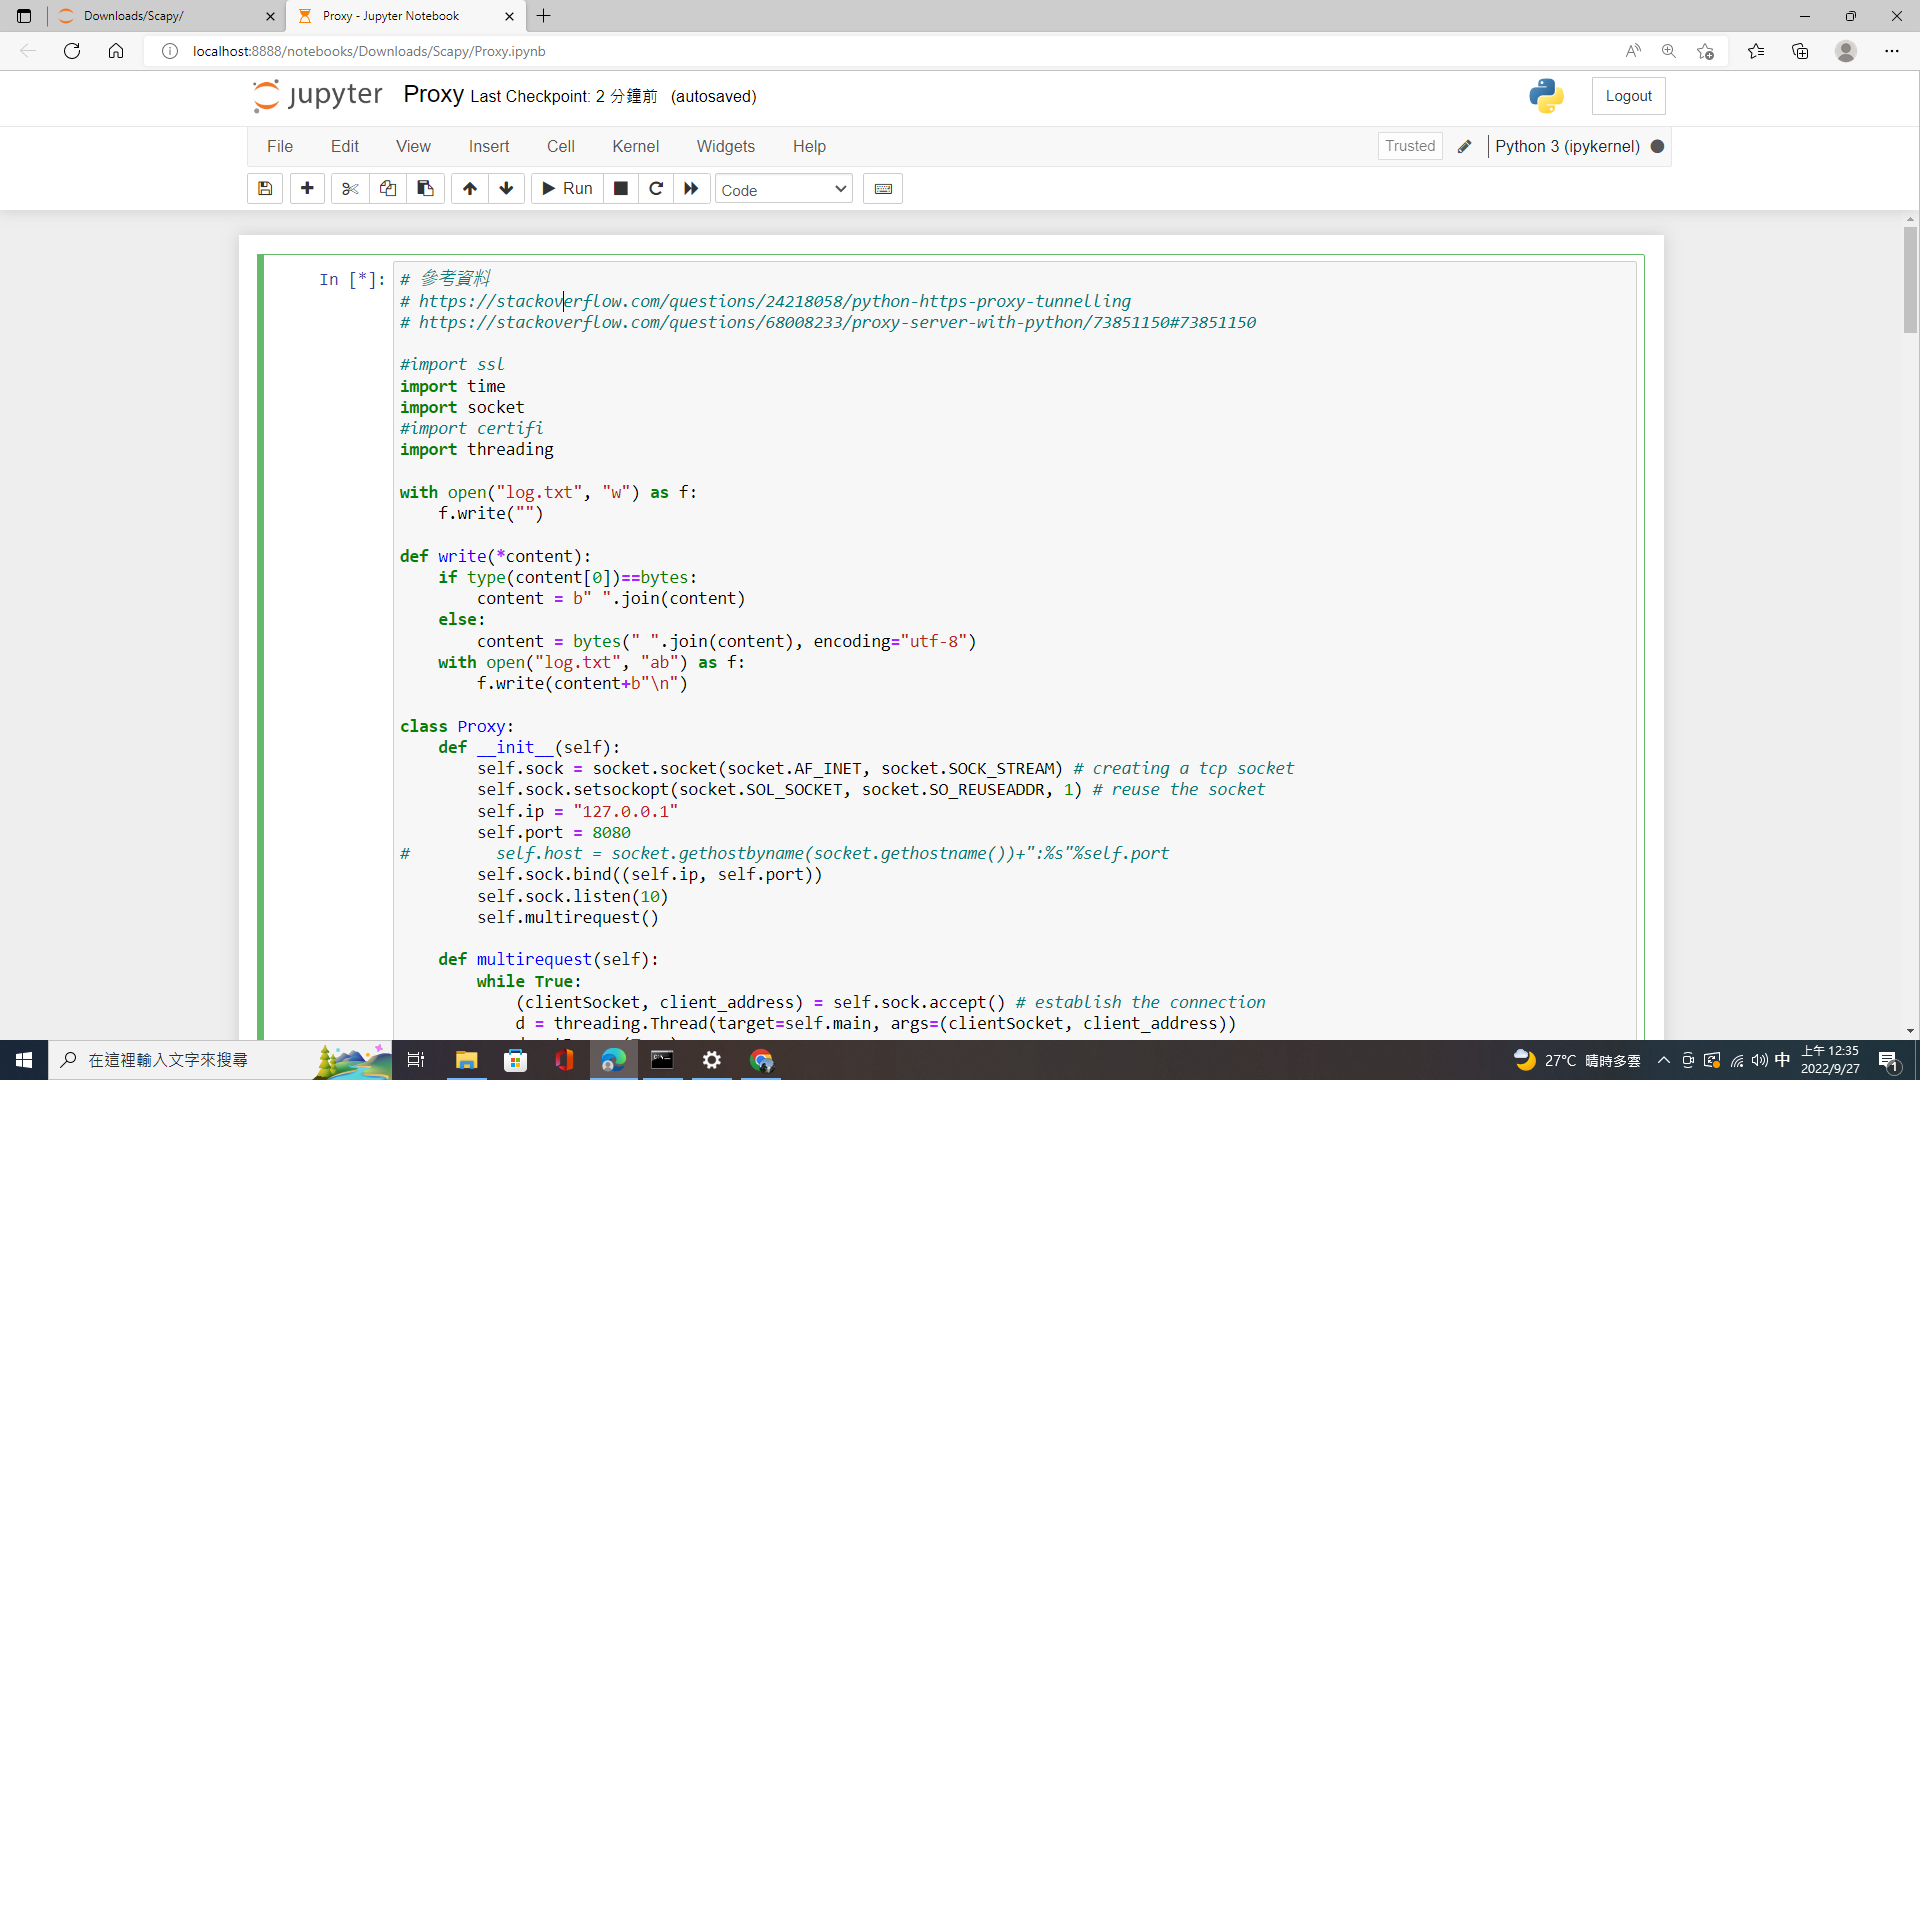 Downloads/Scapy/
Proxy - Jupyter Notebook
localhost:8888/notebooks/Downloads/Scapy/Proxy.ipynb
jupyter Proxy Last Checkpoint: 2 分鐘前 (autosaved)
Logout
File Edit View Insert Cell Kernel Widgets Help
Trusted
Python 3 (ipykernel)
Run
Code
In [*]:
# 參考資料
# https://stackoverflow.com/questions/24218058/python-https-proxy-tunnelling
# https://stackoverflow.com/questions/68008233/proxy-server-with-python/73851150#73851150
#import ssl
import time
import socket
#import certifi
import threading
with open("log.txt", "w") as f:
    f.write("")
def write(*content):
    if type(content[0])==bytes:
        content = b" ".join(content)
    else:
        content = bytes(" ".join(content), encoding="utf-8")
    with open("log.txt", "ab") as f:
        f.write(content+b"\n")
class Proxy:
    def __init__(self):
        self.sock = socket.socket(socket.AF_INET, socket.SOCK_STREAM) # creating a tcp socket
        self.sock.setsockopt(socket.SOL_SOCKET, socket.SO_REUSEADDR, 1) # reuse the socket
        self.ip = "127.0.0.1"
        self.port = 8080
#         self.host = socket.gethostbyname(socket.gethostname())+":%s"%self.port
        self.sock.bind((self.ip, self.port))
        self.sock.listen(10)
        self.multirequest()
    def multirequest(self):
        while True:
            (clientSocket, client_address) = self.sock.accept() # establish the connection
            d = threading.Thread(target=self.main, args=(clientSocket, client_address))
在這裡輸入文字來搜尋
27°C 晴時多雲
中
上午 12:35
2022/9/27
1